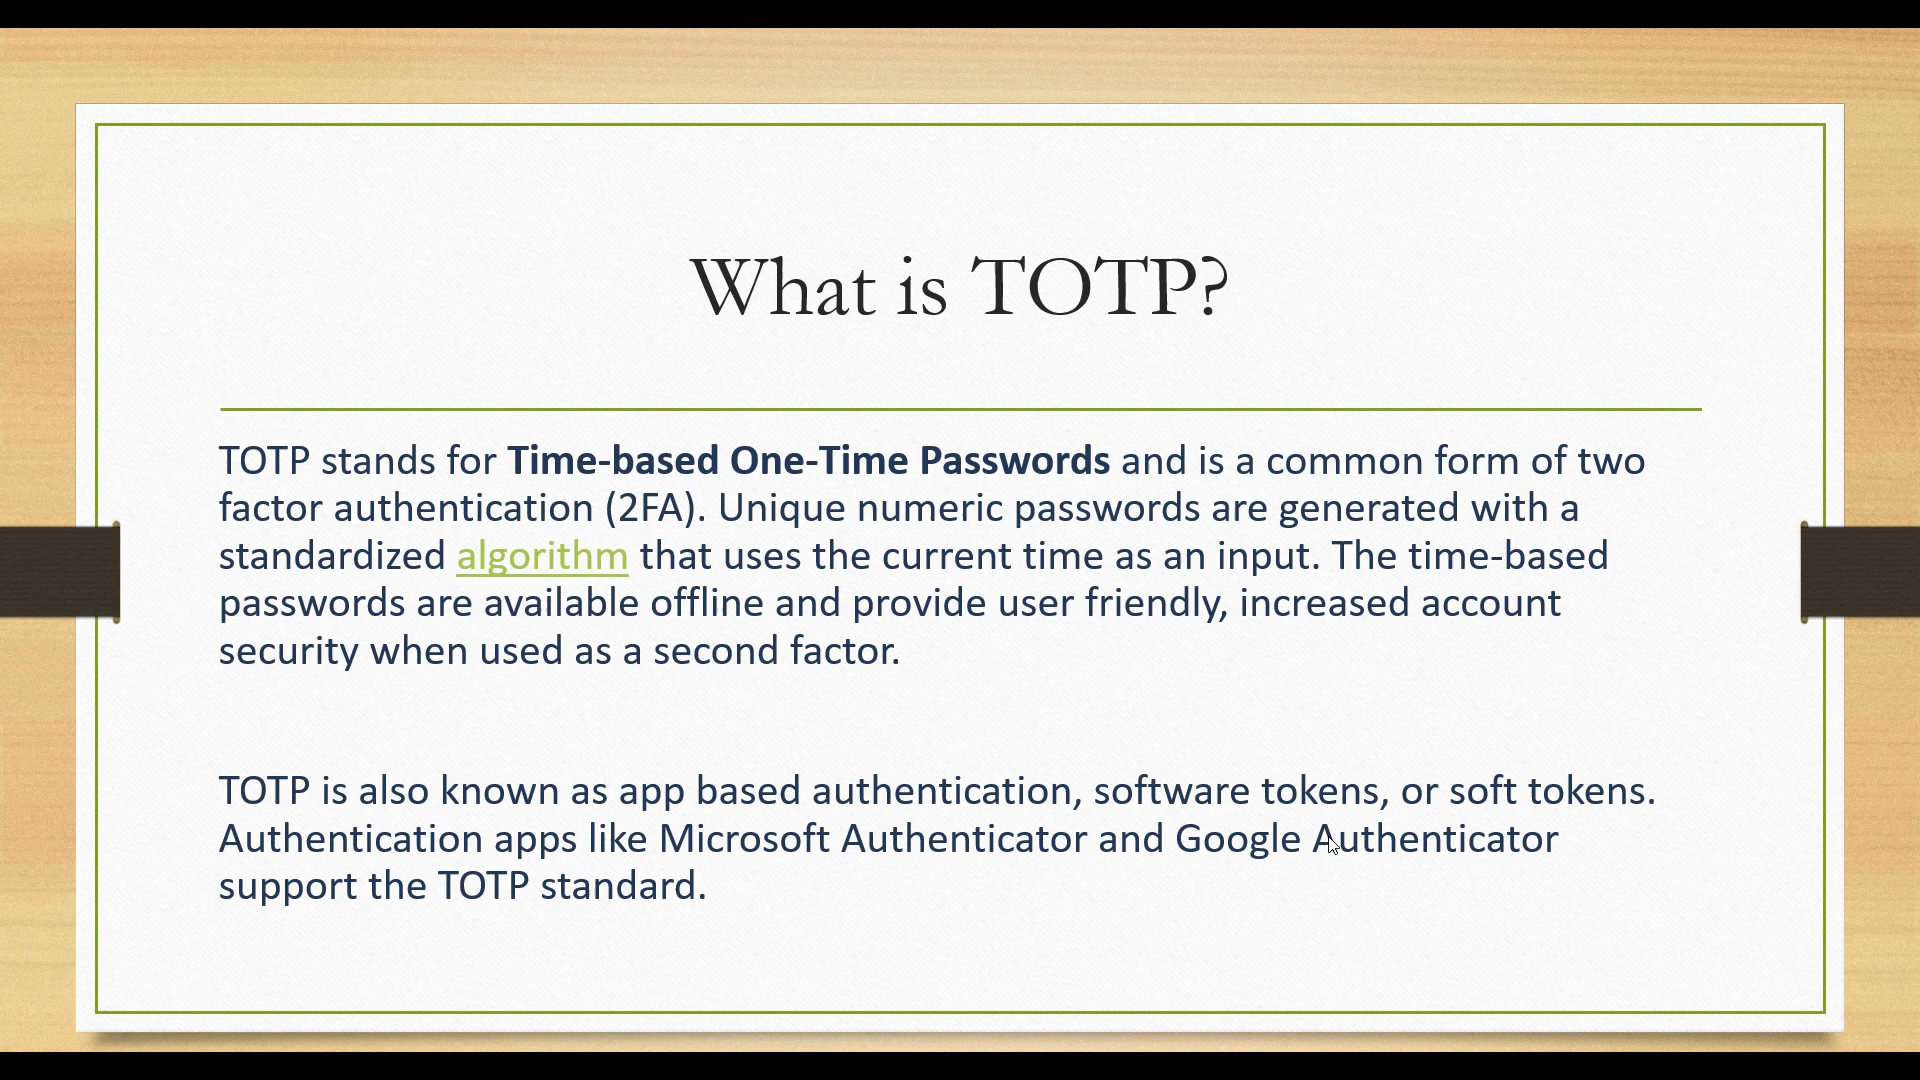 What is TOTP?
TOTP stands for Time-based One-Time Passwords and is a common form of two
factor authentication (2FA). Unique numeric passwords are generated with a
standardized algorithm that uses the current time as an input. The time-based
passwords are available offline and provide user friendly, increased account
security when used as a second factor.
TOTP is also known as app based authentication, software tokens, or soft tokens.
Authentication apps like Microsoft Authenticator and Google Authenticator
support the TOTP standard.